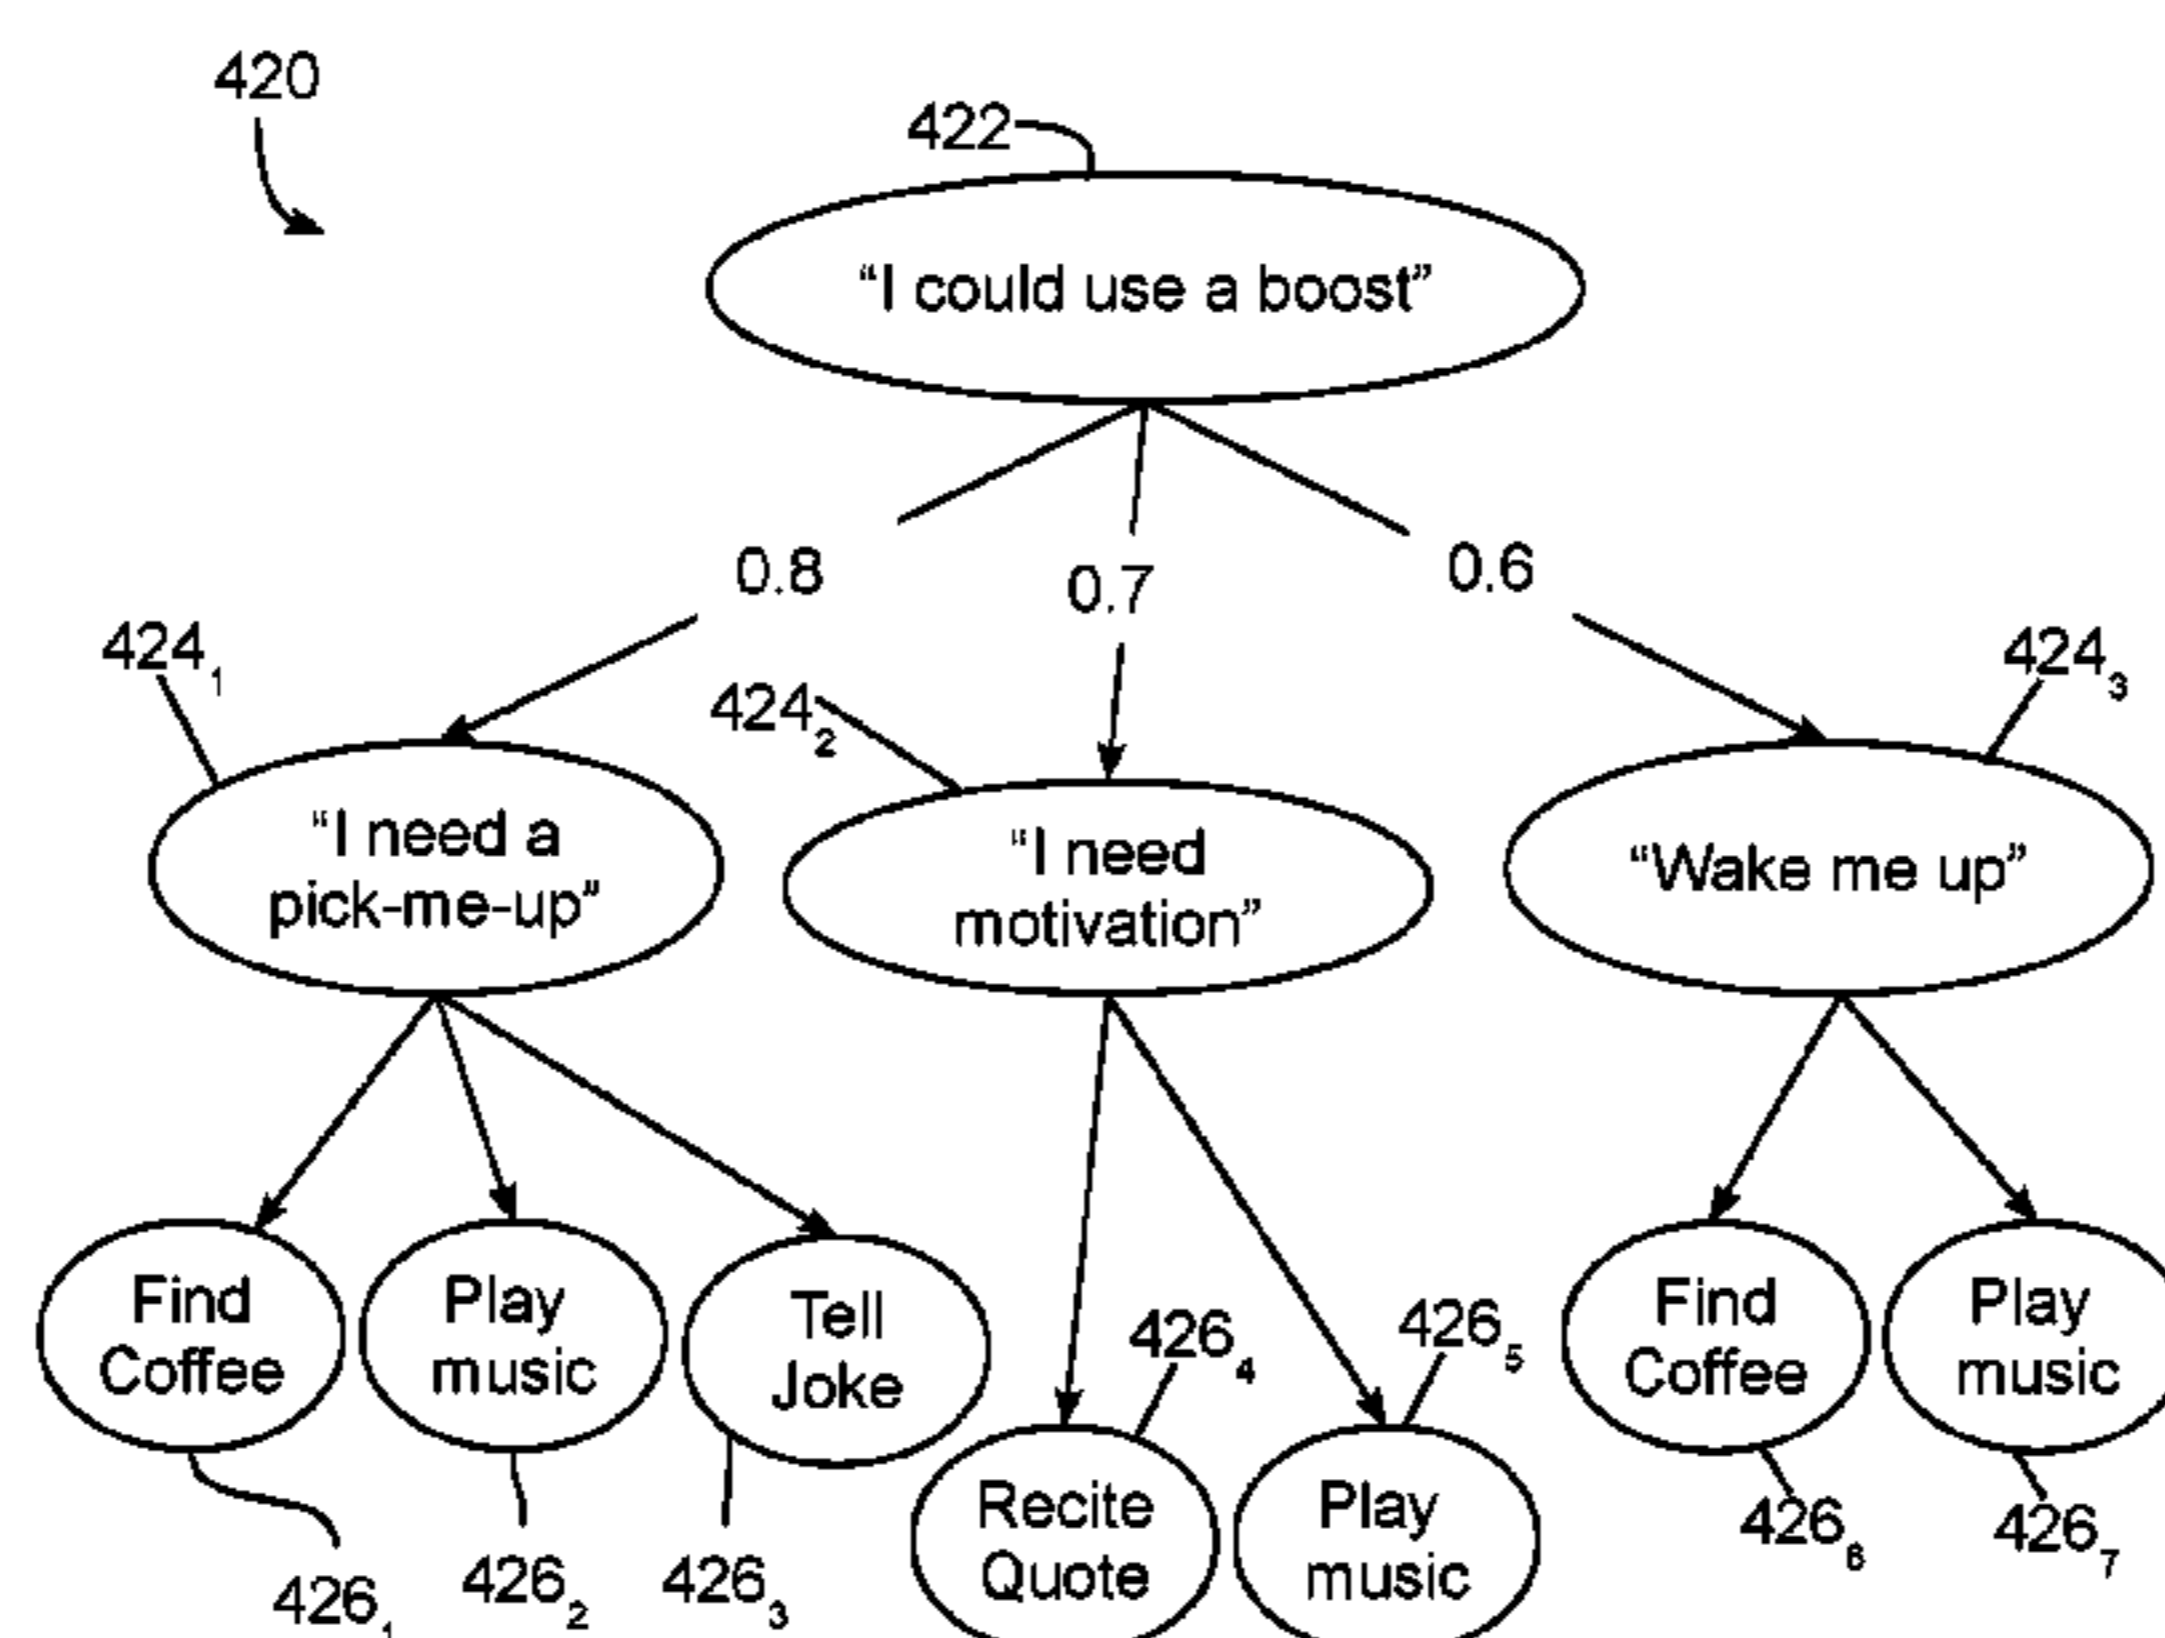 420
422
“I could use a boost”
0.8
0.7
0.6
424₁
424₂
424₃
“I need a
pick-me-up”
“I need
motivation”
“Wake me up”
Find
Coffee
Play
music
Tell
Joke
426₄
426₅
Find
Coffee
Play
music
Recite
Quote
Play
music
426₁
426₂
426₃
426₆
426₇